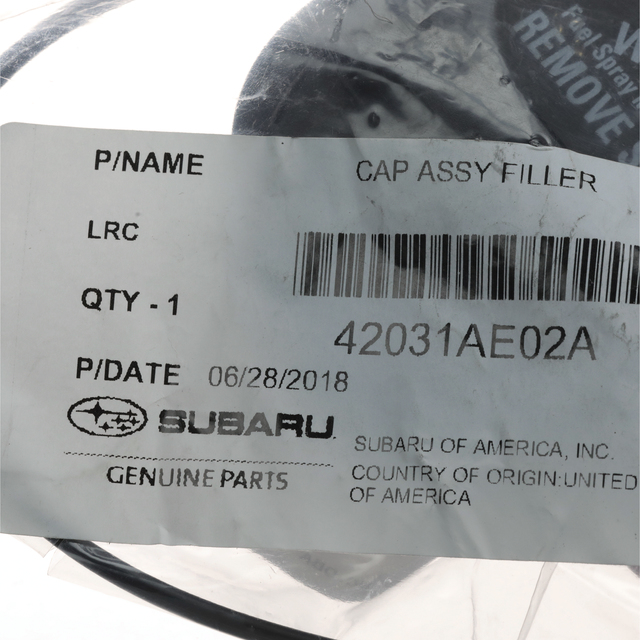 Fuel Spray
REMOVE
P/NAME CAP ASSY FILLER
LRC
QTY - 1
42031AE02A
P/DATE 06/28/2018
SUBARU
GENUINE PARTS
SUBARU OF AMERICA, INC.
COUNTRY OF ORIGIN:UNITED
OF AMERICA